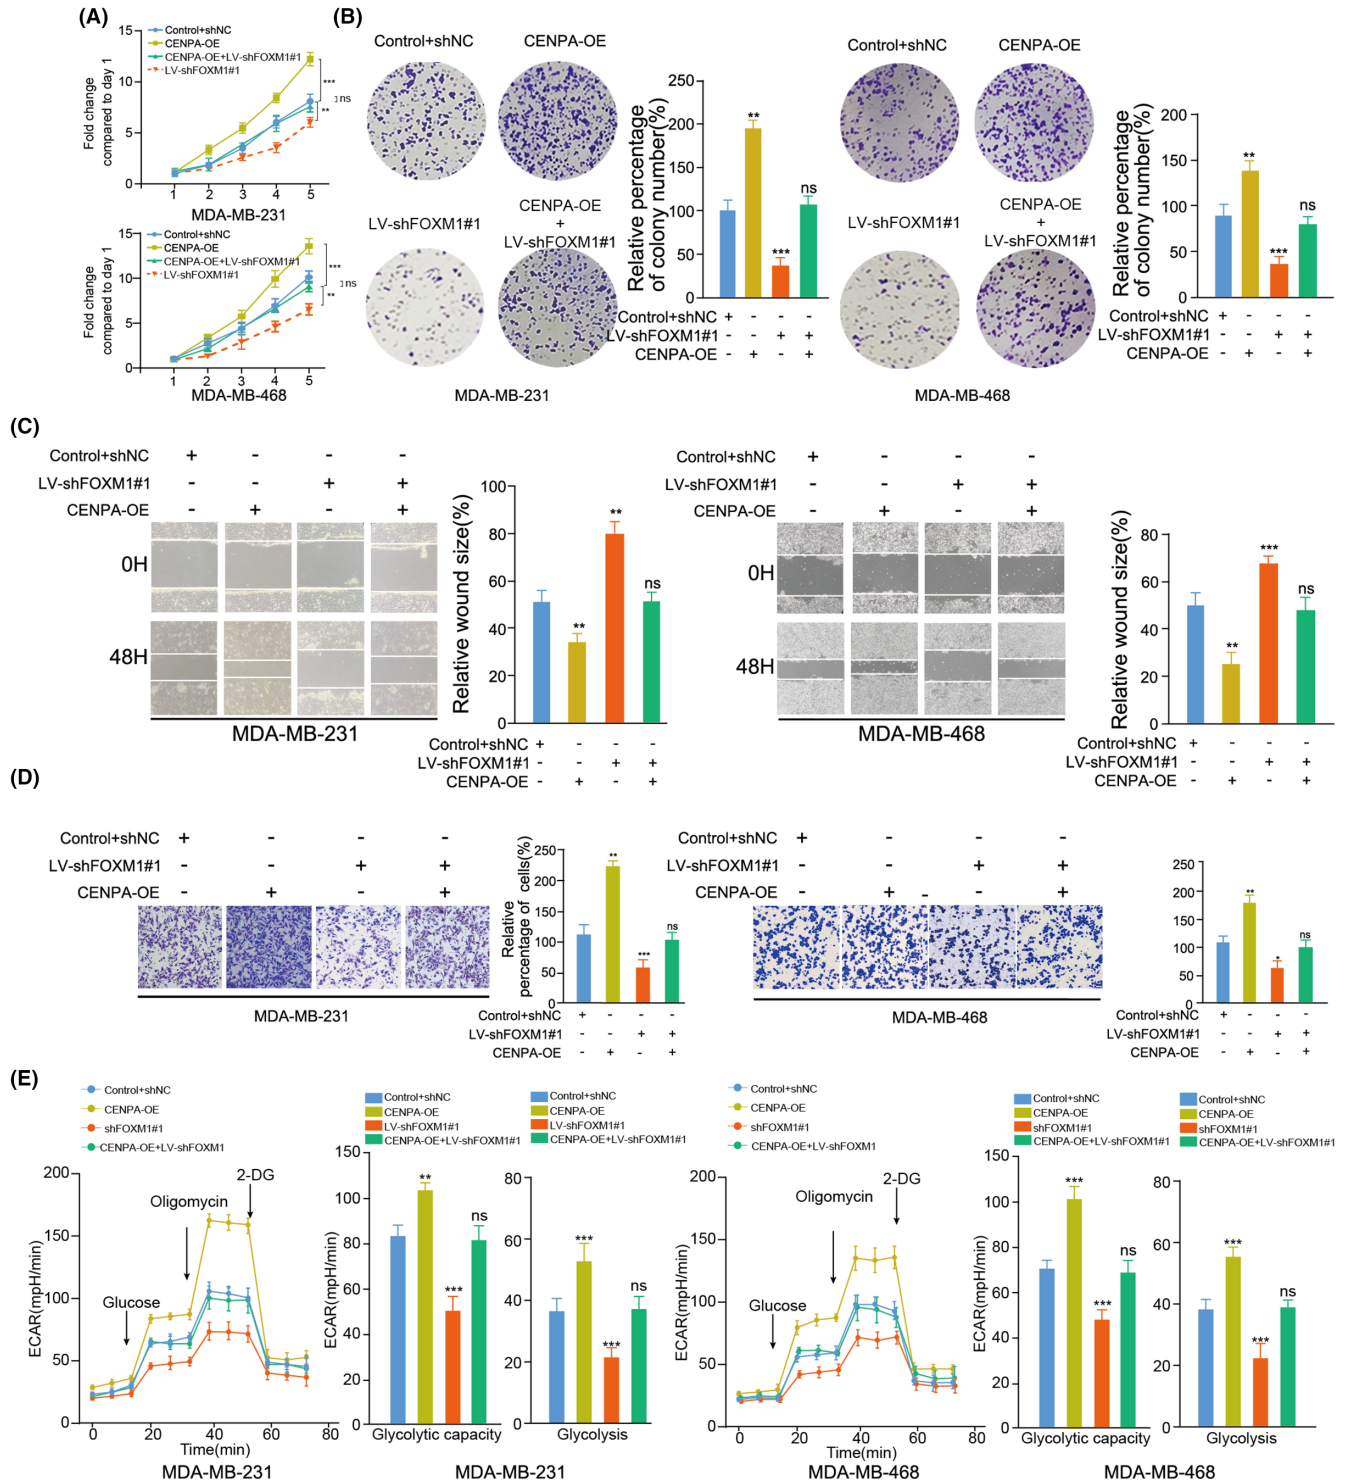 (A)
15
10
5
0
Fold change
compared to day 1
Control+shNC
CENPA-OE
CENPA-OE+LV-shFOXM1#1
LV-shFOXM1#1
***
ns
**
1 2 3 4 5
MDA-MB-231
15
10
5
0
Fold change
compared to day 1
Control+shNC
CENPA-OE
CENPA-OE+LV-shFOXM1#1
LV-shFOXM1#1
***
ns
**
1 2 3 4 5
MDA-MB-468
(B)
Control+shNC CENPA-OE
LV-shFOXM1#1 CENPA-OE
+
LV-shFOXM1#1
MDA-MB-231
Relative percentage
of colony number(%)
250
200
150
100
50
0
** *** ns
Control+shNC + - - -
LV-shFOXM1#1 - - + +
CENPA-OE - + - +
Control+shNC CENPA-OE
LV-shFOXM1#1 CENPA-OE
+
LV-shFOXM1#1
MDA-MB-468
Relative percentage
of colony number(%)
200
150
100
50
0
** *** ns
Control+shNC + - - -
LV-shFOXM1#1 - - + +
CENPA-OE - + - +
(C)
Control+shNC + - - -
LV-shFOXM1#1 - - + +
CENPA-OE - + - +
0H
48H
MDA-MB-231
Relative wound size(%)
100
80
60
40
20
0
** ** ns
Control+shNC + - - -
LV-shFOXM1#1 - - + +
CENPA-OE - + - +
Control+shNC + - - -
LV-shFOXM1#1 - - + +
CENPA-OE - + - +
0H
48H
MDA-MB-468
Relative wound size(%)
80
60
40
20
0
** *** ns
Control+shNC + - - -
LV-shFOXM1#1 - - + +
CENPA-OE - + - +
(D)
Control+shNC + - - -
LV-shFOXM1#1 - - + +
CENPA-OE - + - +
MDA-MB-231
Relative
percentage of cells(%)
250
200
150
100
50
0
** *** ns
Control+shNC + - - -
LV-shFOXM1#1 - - + +
CENPA-OE - + - +
Control+shNC + - - -
LV-shFOXM1#1 - - + +
CENPA-OE - + - - +
MDA-MB-468
250
200
150
100
50
0
** * ns
Control+shNC + - - -
LV-shFOXM1#1 - - + +
CENPA-OE - + - +
(E)
Control+shNC
CENPA-OE
shFOXM1#1
CENPA-OE+LV-shFOXM1
ECAR(mpH/min)
200
150
100
50
0
Glucose
Oligomycin
2-DG
0 20 40 60 80
Time(min)
MDA-MB-231
Control+shNC
CENPA-OE
LV-shFOXM1#1
CENPA-OE+LV-shFOXM1#1
ECAR(mpH/min)
150
100
80
60
40
20
0
** *** ns
Glycolytic capacity
Control+shNC
CENPA-OE
LV-shFOXM1#1
CENPA-OE+LV-shFOXM1#1
80
60
40
20
0
*** *** ns
Glycolysis
MDA-MB-231
Control+shNC
CENPA-OE
shFOXM1#1
CENPA-OE+LV-shFOXM1
ECAR(mpH/min)
200
150
100
50
0
Glucose
Oligomycin
2-DG
0 20 40 60 80
Time(min)
MDA-MB-468
Control+shNC
CENPA-OE
shFOXM1#1
CENPA-OE+LV-shFOXM1#1
ECAR(mpH/min)
150
100
80
60
40
20
0
*** *** ns
Glycolytic capacity
Control+shNC
CENPA-OE
shFOXM1#1
CENPA-OE+LV-shFOXM1#1
80
60
40
20
0
*** *** ns
Glycolysis
MDA-MB-468